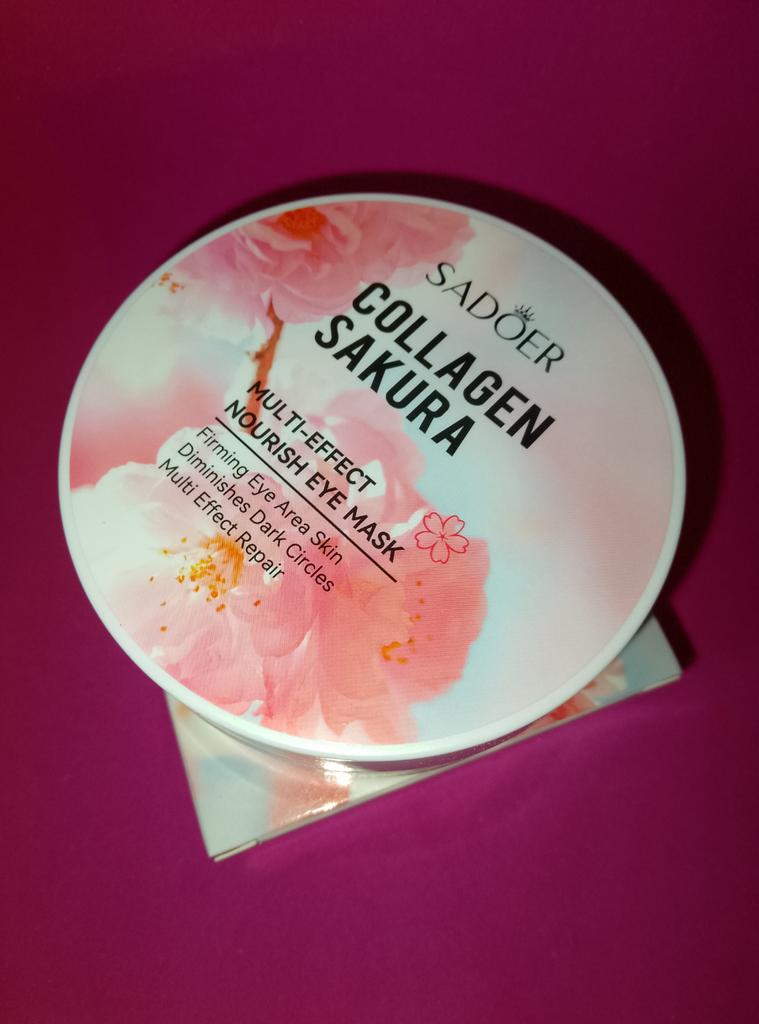 SADOER
COLLAGEN
SAKURA
MULTI-EFFECT
NOURISH EYE MASK
Firming Eye Area Skin
Diminishes Dark Circles
Multi Effect Repair